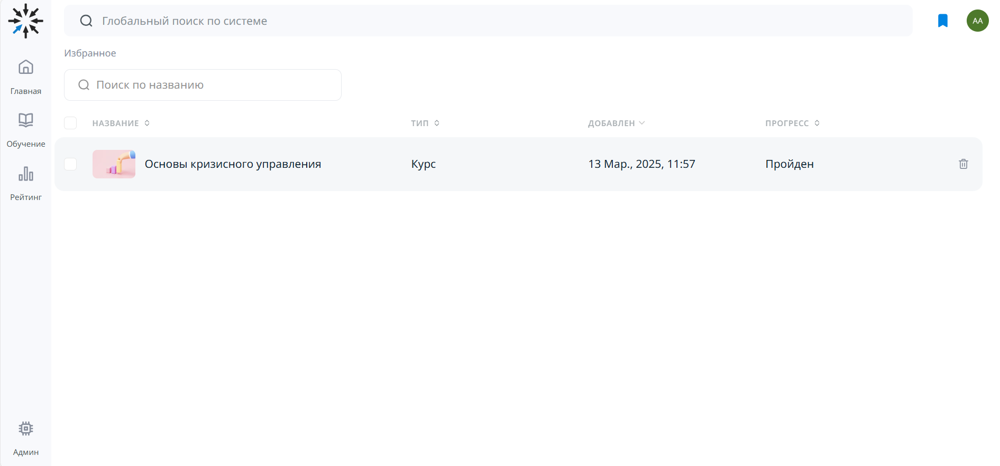 Глобальный поиск по системе
AA
Избранное
Поиск по названию
НАЗВАНИЕ ТИП ДОБАВЛЕН ПРОГРЕСС
Основы кризисного управления Курс 13 Мар., 2025, 11:57 Пройден
Главная
Обучение
Рейтинг
Админ